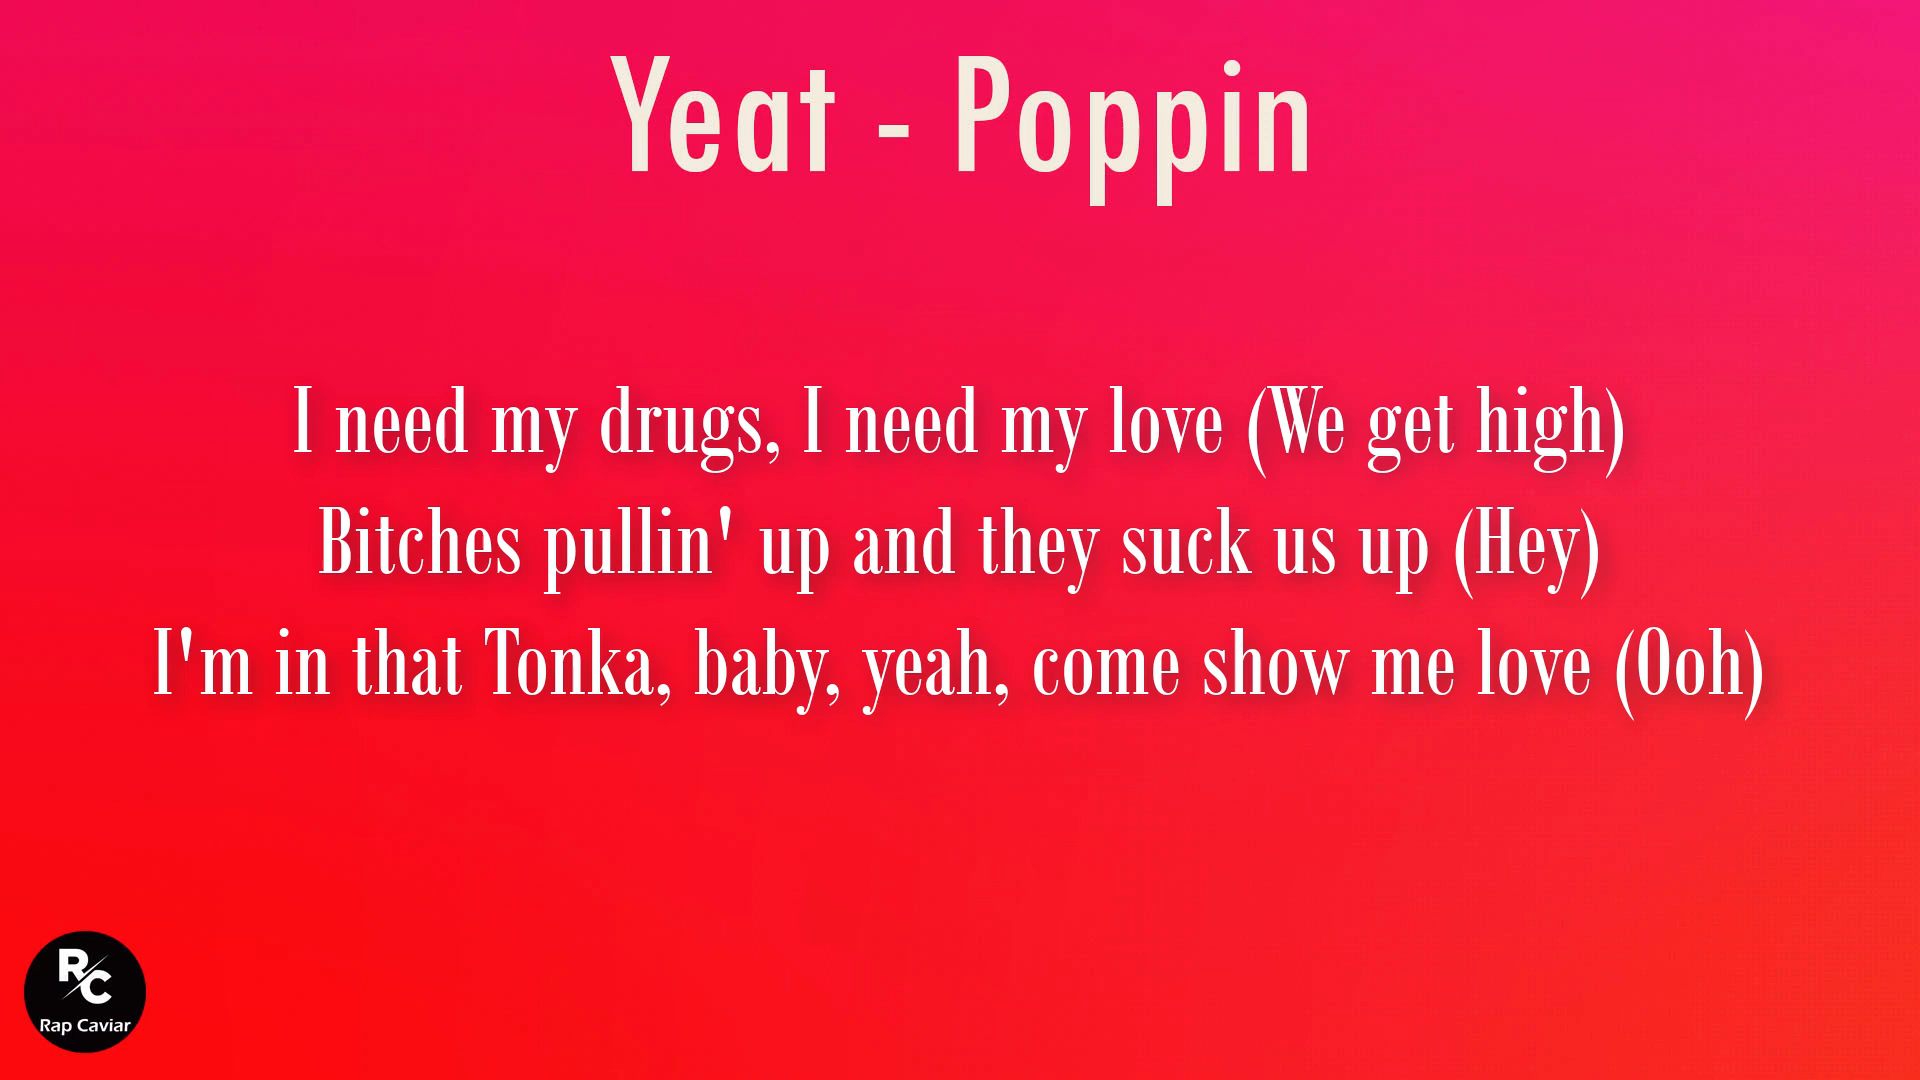 Yeat - Poppin
I need my drugs, I need my love (We get high)
Bitches pullin' up and they suck us up (Hey)
I'm in that Tonka, baby, yeah, come show me love (Ooh)
RC
Rap Caviar